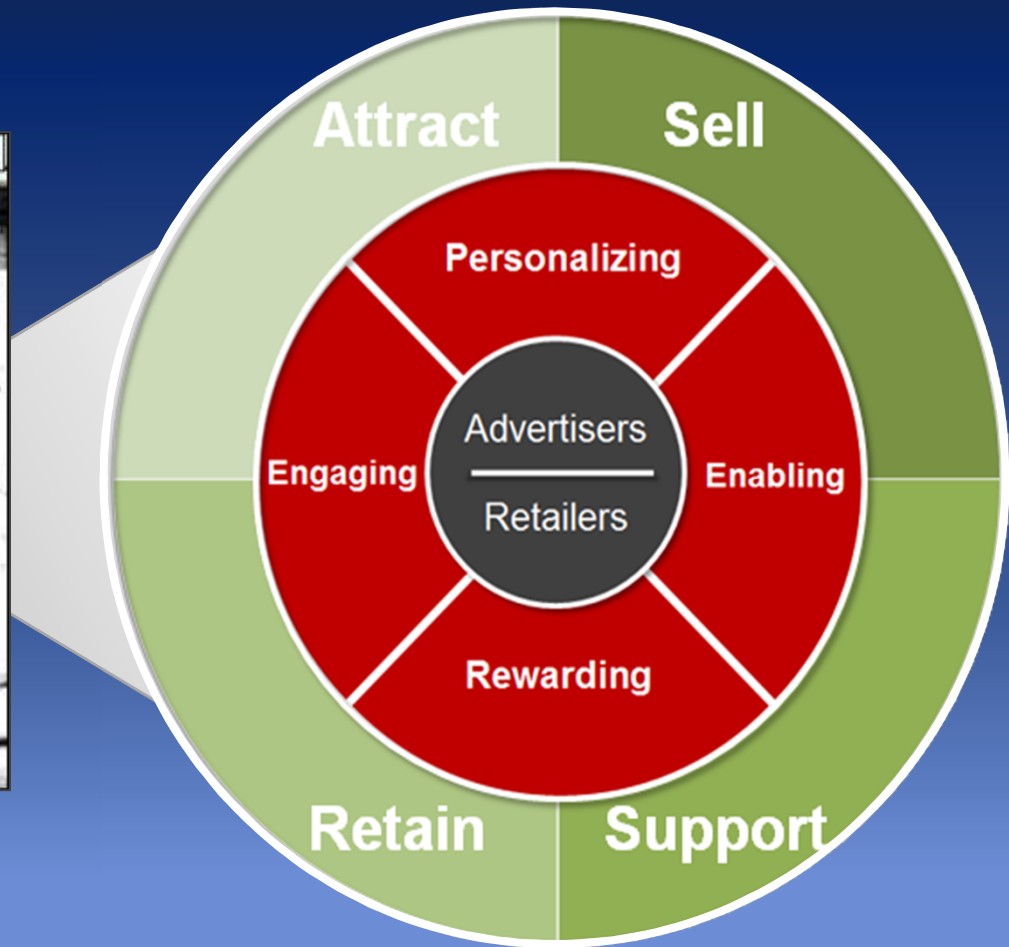 Attract
Sell
Personalizing
Advertisers
Engaging
Enabling
Retailers
Rewarding
Retain
Support